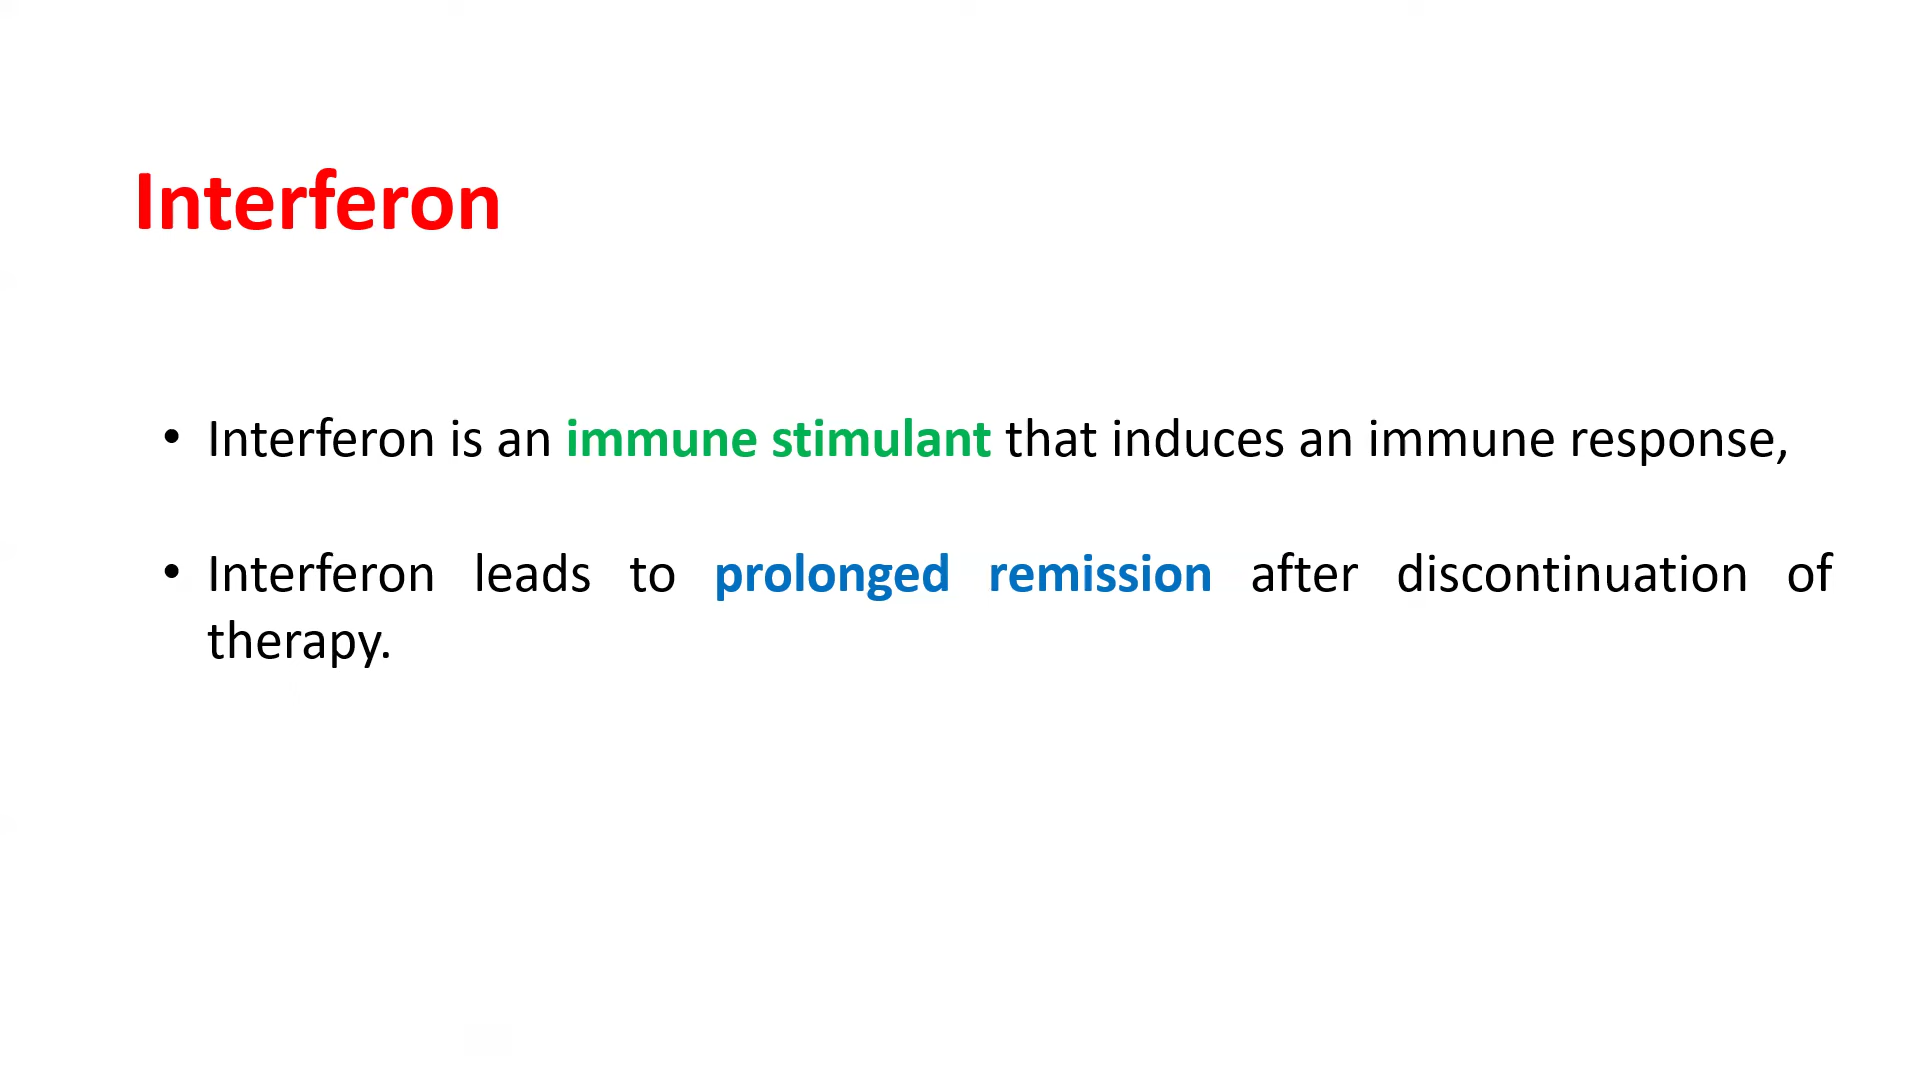 Interferon
• Interferon is an immune stimulant that induces an immune response,
• Interferon leads to prolonged remission after discontinuation of
therapy.